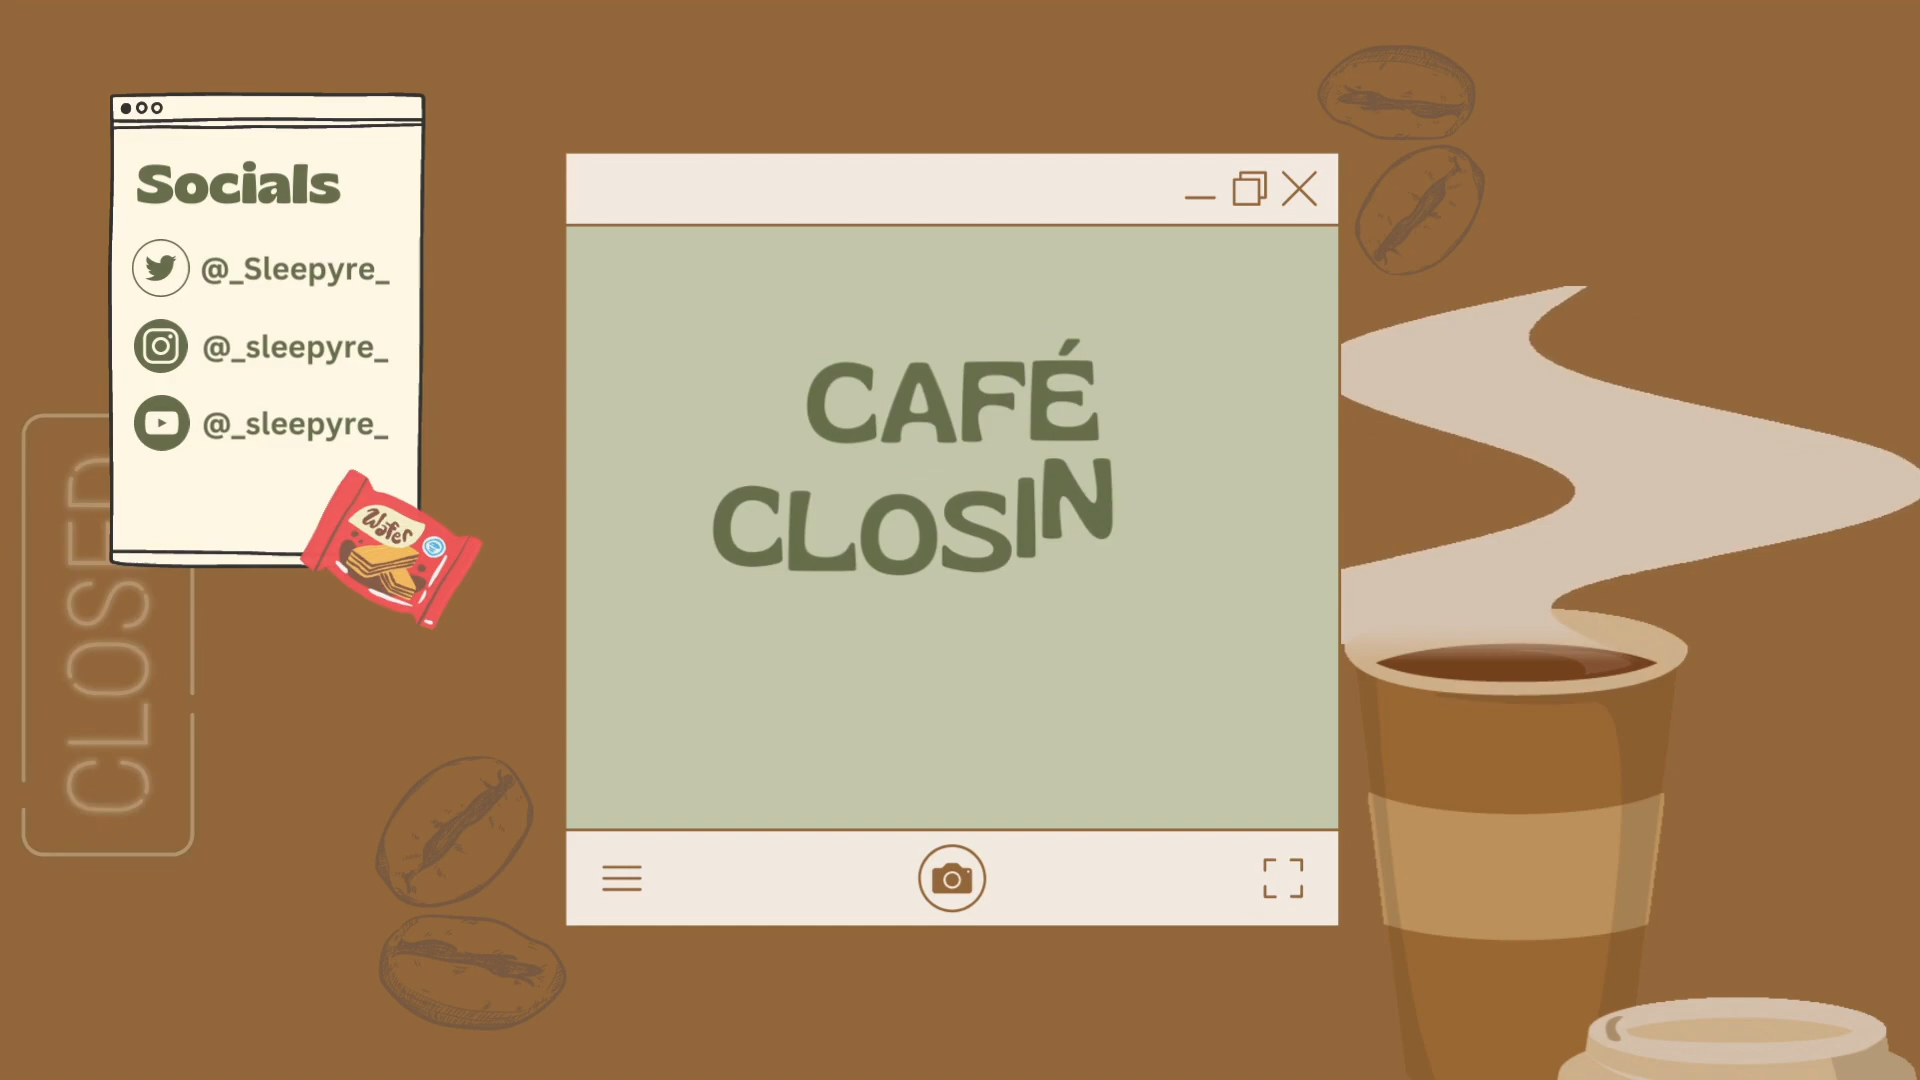 Socials
@_Sleepyre_
@_sleepyre_
@_sleepyre_
Wafer
CLOSED
CAFÉ
CLOSIN